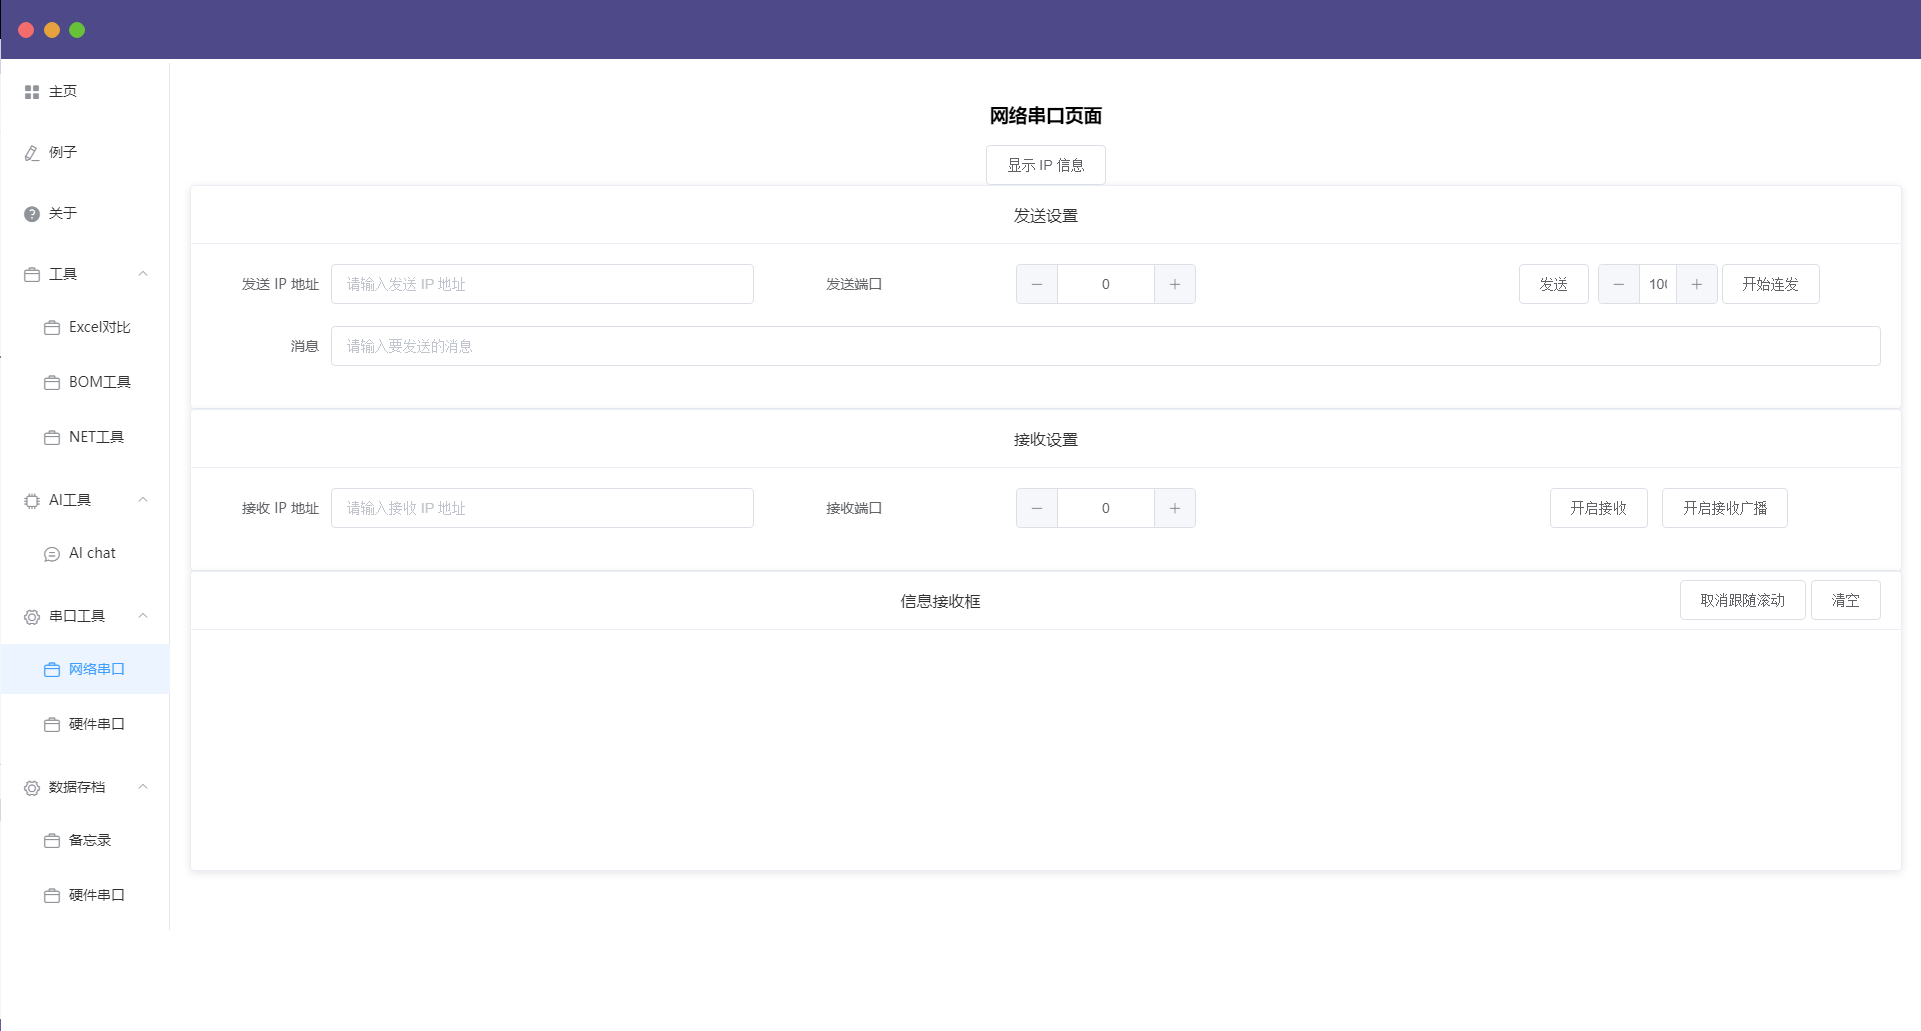 主页
例子
关于
工具
Excel对比
BOM工具
NET工具
AI工具
AI chat
串口工具
网络串口
硬件串口
数据存档
备忘录
硬件串口
网络串口页面
显示 IP 信息
发送设置
发送 IP 地址 请输入发送 IP 地址 发送端口 － 0 + 发送 － 100 + 开始连发
消息 请输入要发送的消息
接收设置
接收 IP 地址 请输入接收 IP 地址 接收端口 － 0 + 开启接收 开启接收广播
信息接收框 取消跟随滚动 清空